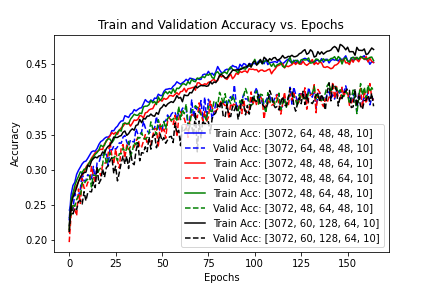 Train and Validation Accuracy vs. Epochs
Accuracy
0.45
0.40
0.35
0.30
0.25
0.20
Train Acc: [3072, 64, 48, 48, 10]
Valid Acc: [3072, 64, 48, 48, 10]
Train Acc: [3072, 48, 48, 64, 10]
Valid Acc: [3072, 48, 48, 64, 10]
Train Acc: [3072, 48, 64, 48, 10]
Valid Acc: [3072, 48, 64, 48, 10]
Train Acc: [3072, 60, 128, 64, 10]
Valid Acc: [3072, 60, 128, 64, 10]
0 25 50 75 100 125 150
Epochs